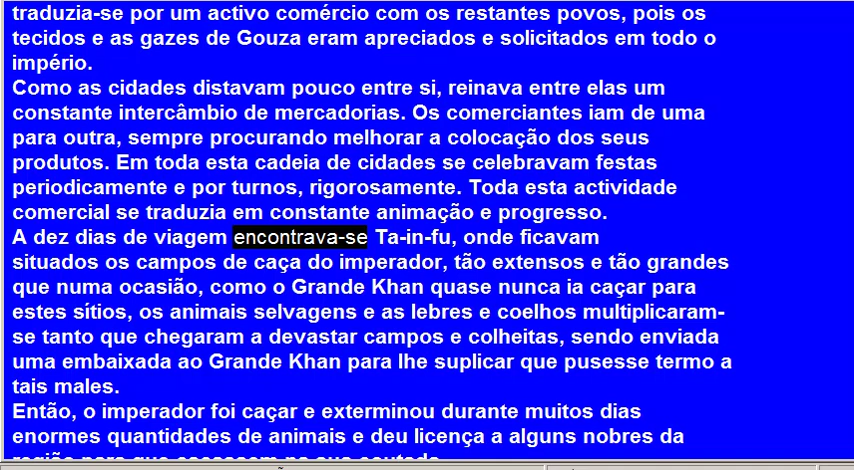 traduzia-se por um activo comércio com os restantes povos, pois os
tecidos e as gazes de Gouza eram apreciados e solicitados em todo o
império.
Como as cidades distavam pouco entre si, reinava entre elas um
constante intercâmbio de mercadorias. Os comerciantes iam de uma
para outra, sempre procurando melhorar a colocação dos seus
produtos. Em toda esta cadeia de cidades se celebravam festas
periodicamente e por turnos, rigorosamente. Toda esta actividade
comercial se traduzia em constante animação e progresso.
A dez dias de viagem encontrava-se Ta-in-fu, onde ficavam
situados os campos de caça do imperador, tão extensos e tão grandes
que numa ocasião, como o Grande Khan quase nunca ia caçar para
estes sítios, os animais selvagens e as lebres e coelhos multiplicaram-
se tanto que chegaram a devastar campos e colheitas, sendo enviada
uma embaixada ao Grande Khan para lhe suplicar que pusesse termo a
tais males.
Então, o imperador foi caçar e exterminou durante muitos dias
enormes quantidades de animais e deu licença a alguns nobres da
região para que caçassem na sua coutada